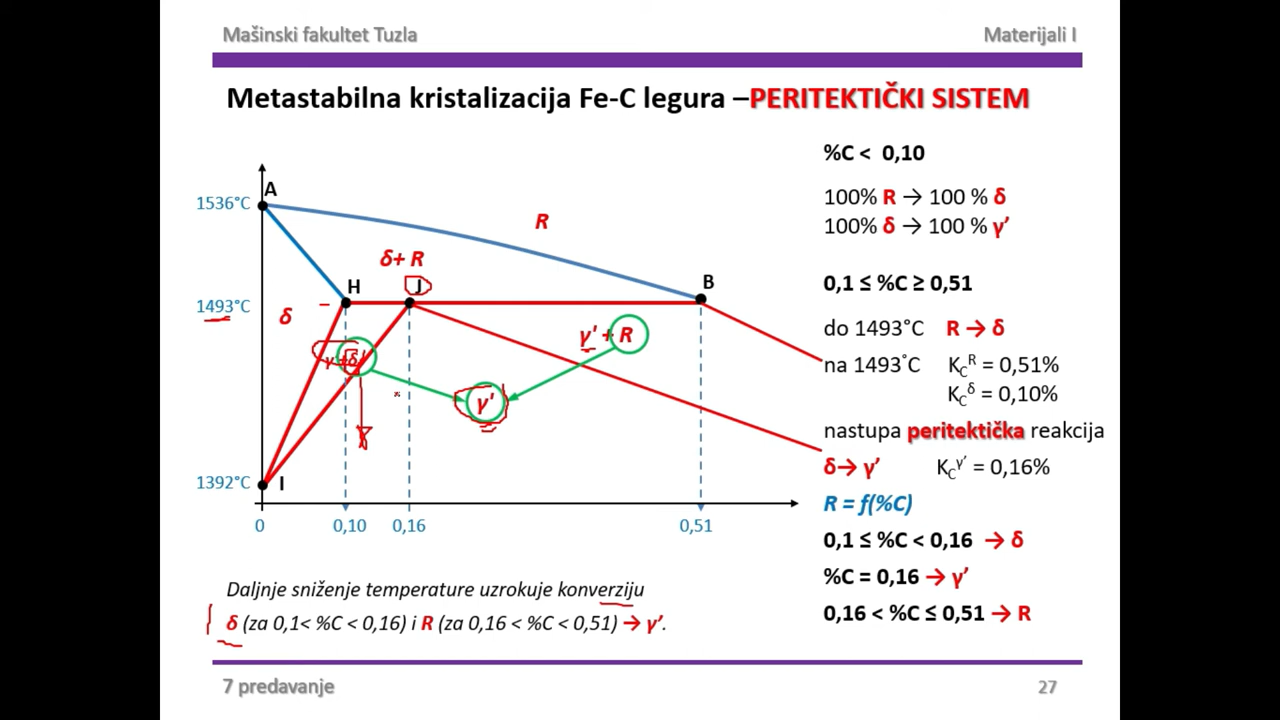 Mašinski fakultet Tuzla
Materijali I
Metastabilna kristalizacija Fe-C legura –PERITEKTIČKI SISTEM
A
1536°C
R
δ+ R
H
J
B
1493°C
δ
γ'+ R
γ'+δ
γ'
1392°C
I
0
0,10
0,16
0,51
%C < 0,10
100% R → 100 % δ
100% δ → 100 % γ'
0,1 ≤ %C ≥ 0,51
do 1493°C R → δ
na 1493°C K_C^R = 0,51%
K_C^δ = 0,10%
nastupa peritektička reakcija
δ→ γ' K_C^γ' = 0,16%
R = f(%C)
0,1 ≤ %C < 0,16 → δ
%C = 0,16 → γ'
0,16 < %C ≤ 0,51 → R
Daljnje sniženje temperature uzrokuje konverziju
δ (za 0,1< %C < 0,16) i R (za 0,16 < %C < 0,51) → γ'.
7 predavanje
27